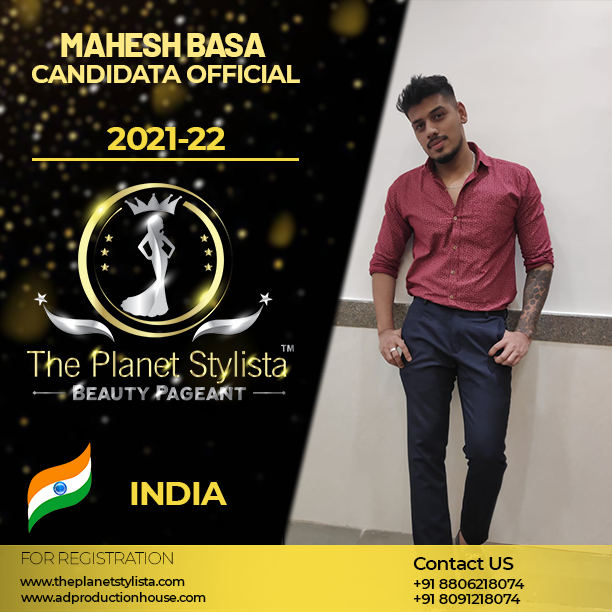 MAHESH BASA
CANDIDATA OFFICIAL
2021-22
The Planet Stylista™
BEAUTY PAGEANT
INDIA
FOR REGISTRATION
www.theplanetstylista.com
www.adproductionhouse.com
Contact US
+91 8806218074
+91 8091218074